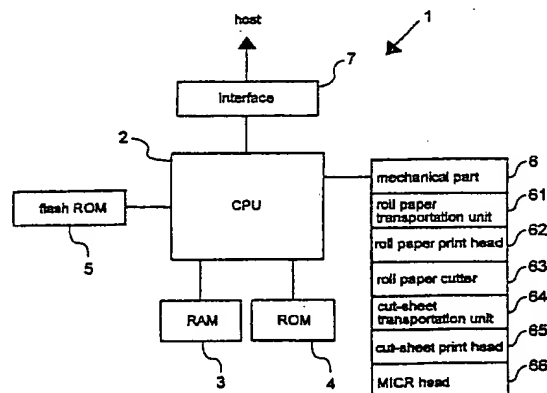 host
1
7
Interface
2
6
mechanical part
61
roll paper
transportation unit
flash ROM
CPU
62
roll paper print head
5
63
roll paper cutter
64
cut-sheet
transportation unit
RAM
ROM
65
cut-sheet print head
3
4
66
MICR head